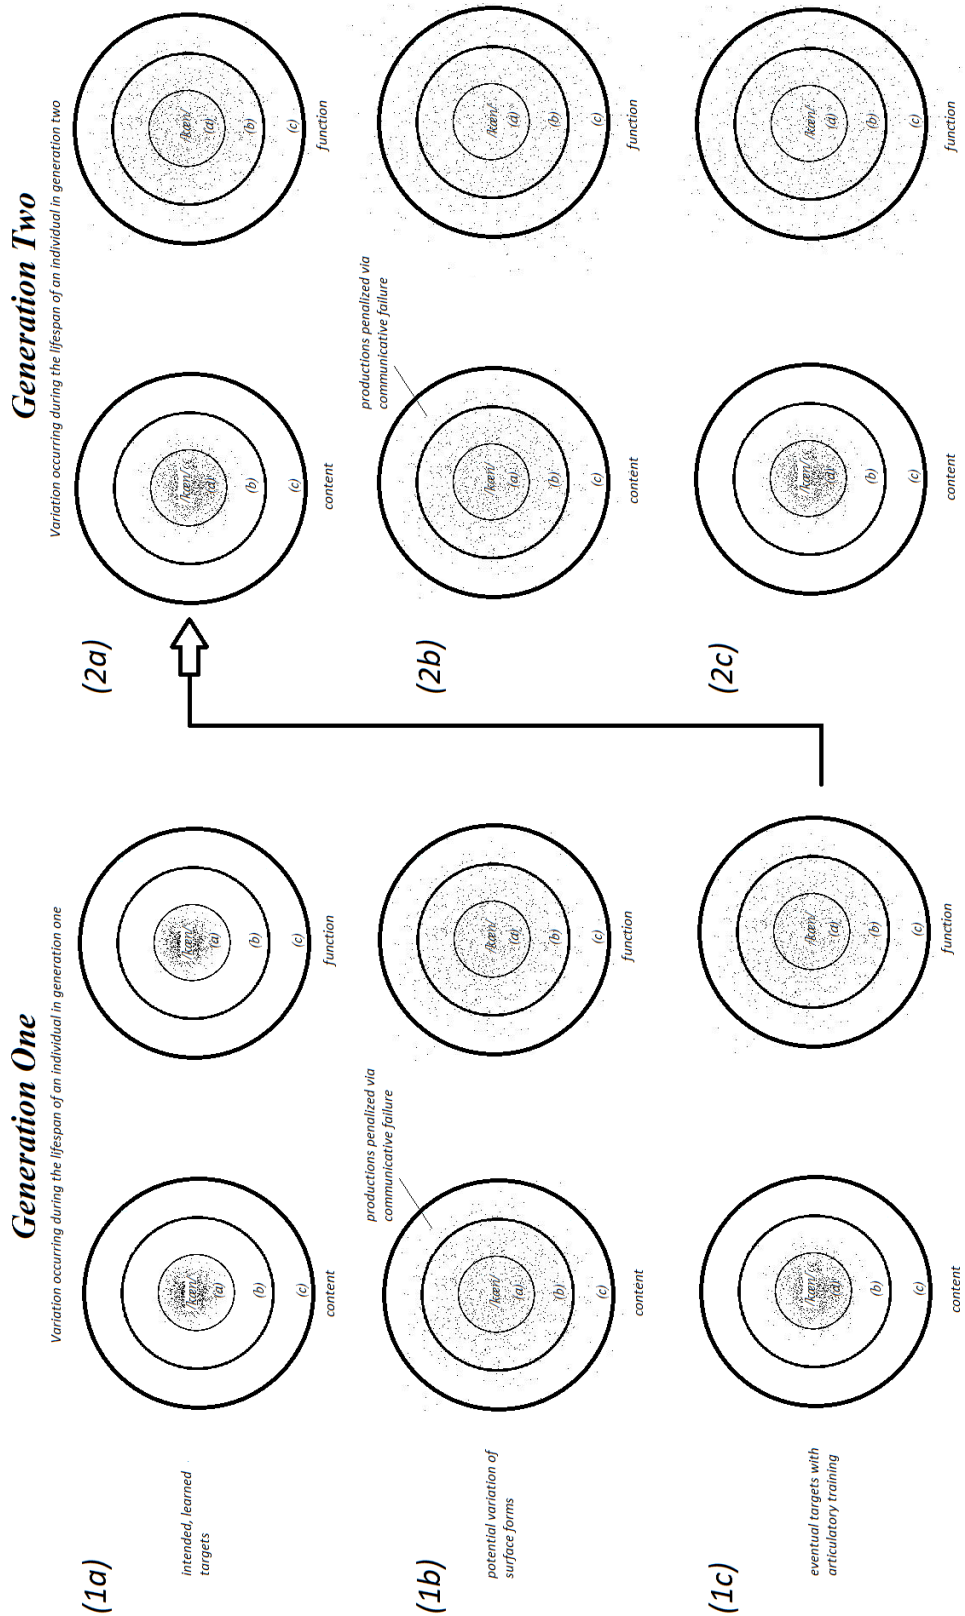 Generation One
Variation occurring during the lifespan of an individual in generation one
Generation Two
Variation occurring during the lifespan of an individual in generation two
(1a)
intended, learned
targets
/kæn/
(a)
(b)
(c)
content
/kæn/
(a)
(b)
(c)
function
(2a)
/kæn/
(a)
(b)
(c)
content
/kæn/
(a)
(b)
(c)
function
(1b)
potential variation of
surface forms
productions penalized via
communicative failure
/kæn/
(a)
(b)
(c)
content
/kæn/
(a)
(b)
(c)
function
(2b)
productions penalized via
communicative failure
/kæn/
(a)
(b)
(c)
content
/kæn/
(a)
(b)
(c)
function
(1c)
eventual targets with
articulatory training
/kæn/
(a)
(b)
(c)
content
/kæn/
(a)
(b)
(c)
function
(2c)
/kæn/
(a)
(b)
(c)
content
/kæn/
(a)
(b)
(c)
function